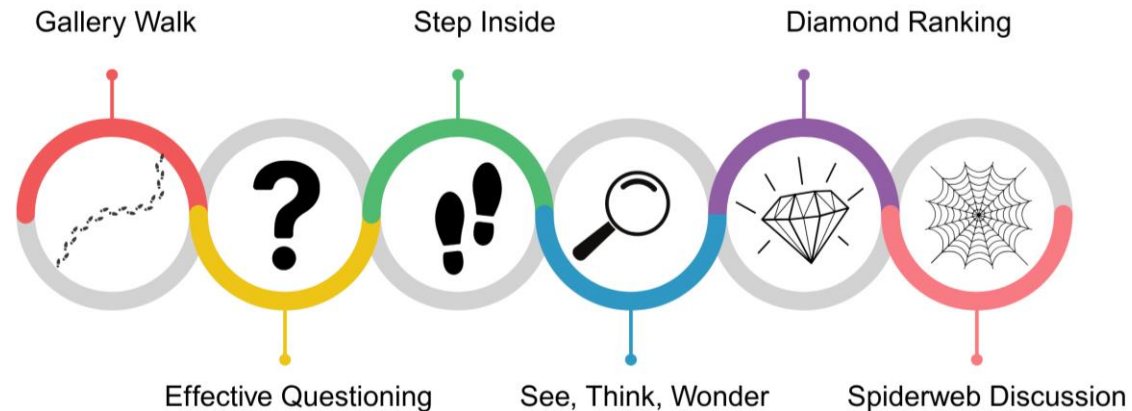 Gallery Walk
Step Inside
Diamond Ranking
Effective Questioning
See, Think, Wonder
Spiderweb Discussion